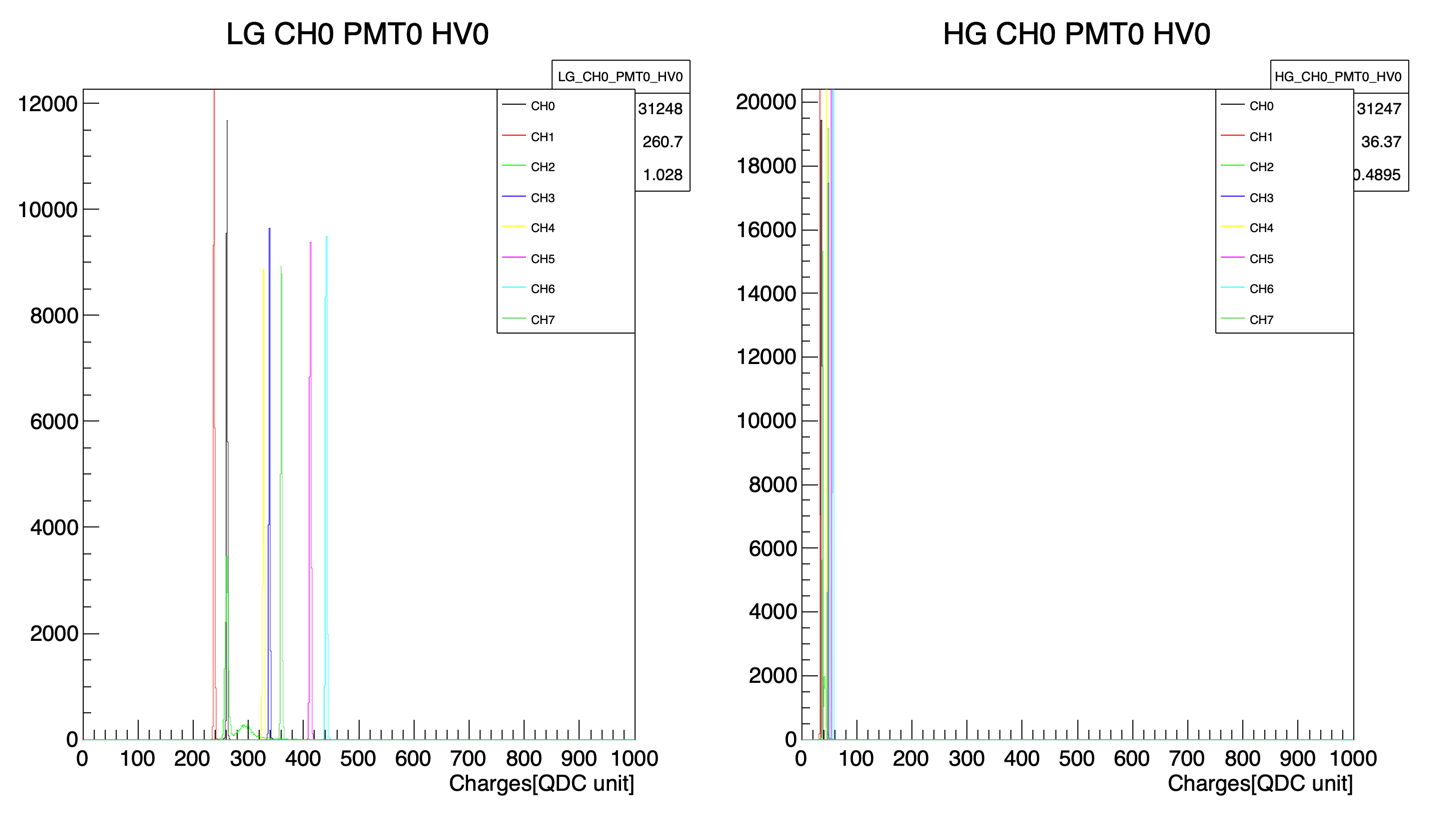 LG CH0 PMT0 HV0
LG_CH0_PMT0_HV0
31248
260.7
1.028
CH0
CH1
CH2
CH3
CH4
CH5
CH6
CH7
12000
10000
8000
6000
4000
2000
0
0 100 200 300 400 500 600 700 800 900 1000
Charges[QDC unit]
HG CH0 PMT0 HV0
HG_CH0_PMT0_HV0
31247
36.37
0.4895
CH0
CH1
CH2
CH3
CH4
CH5
CH6
CH7
20000
18000
16000
14000
12000
10000
8000
6000
4000
2000
0
0 100 200 300 400 500 600 700 800 900 1000
Charges[QDC unit]